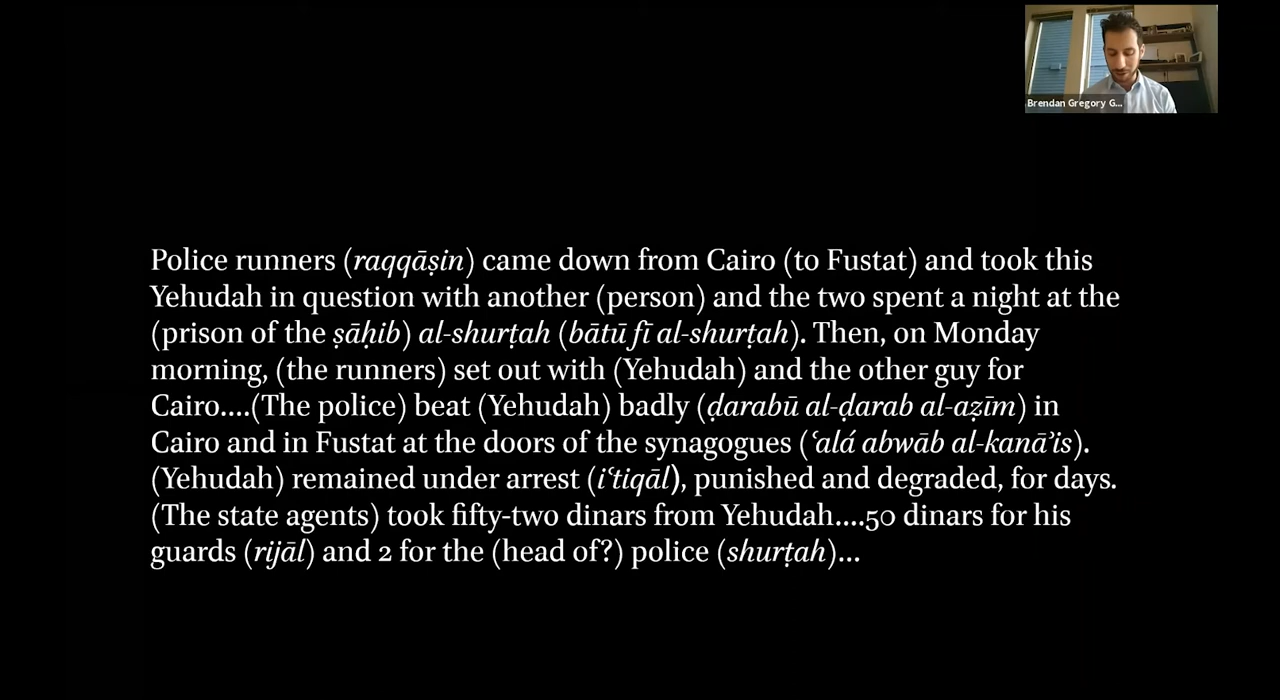 Brendan Gregory G...
Police runners (raqqāṣin) came down from Cairo (to Fustat) and took this
Yehudah in question with another (person) and the two spent a night at the
(prison of the ṣāḥib) al-shurṭah (bātū fī al-shurṭah). Then, on Monday
morning, (the runners) set out with (Yehudah) and the other guy for
Cairo....(The police) beat (Yehudah) badly (ḍarabū al-ḍarab al-aẓīm) in
Cairo and in Fustat at the doors of the synagogues (ʿalá abwāb al-kanāʾis).
(Yehudah) remained under arrest (iʿtiqāl), punished and degraded, for days.
(The state agents) took fifty-two dinars from Yehudah....50 dinars for his
guards (rijāl) and 2 for the (head of?) police (shurṭah)...